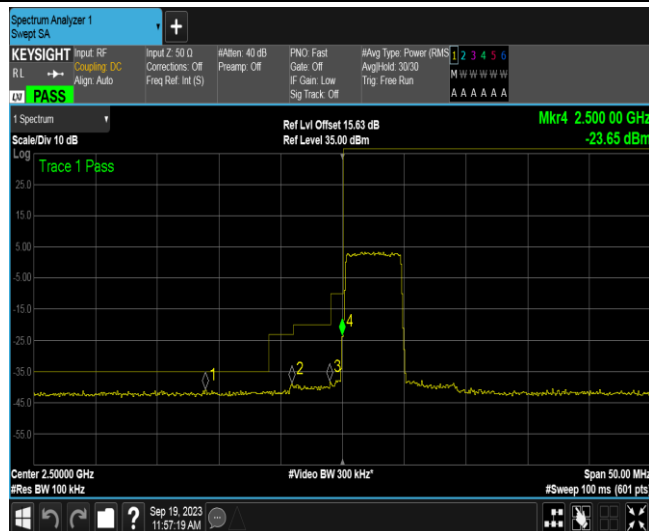 Spectrum Analyzer 1
Swept SA
+
KEYSIGHT
RL
LXI
PASS
Input: RF
Coupling: DC
Align: Auto
Input Z: 50 Ω
Corrections: Off
Freq Ref: Int (S)
#Atten: 40 dB
Preamp: Off
PNO: Fast
Gate: Off
IF Gain: Low
Sig Track: Off
#Avg Type: Power (RMS
Avg|Hold: 30/30
Trig: Free Run
1 2 3 4 5 6
M W W W W W
A A A A A A
1 Spectrum
Scale/Div 10 dB
Ref Lvl Offset 15.63 dB
Ref Level 35.00 dBm
Mkr4 2.500 00 GHz
-23.65 dBm
Log
Trace 1 Pass
25.0
15.0
5.00
-5.00
-15.0
-25.0
-35.0
-45.0
-55.0
1
2
3
4
Center 2.50000 GHz
#Video BW 300 kHz*
Span 50.00 MHz
#Res BW 100 kHz
#Sweep 100 ms (601 pts)
?
Sep 19, 2023
11:57:19 AM